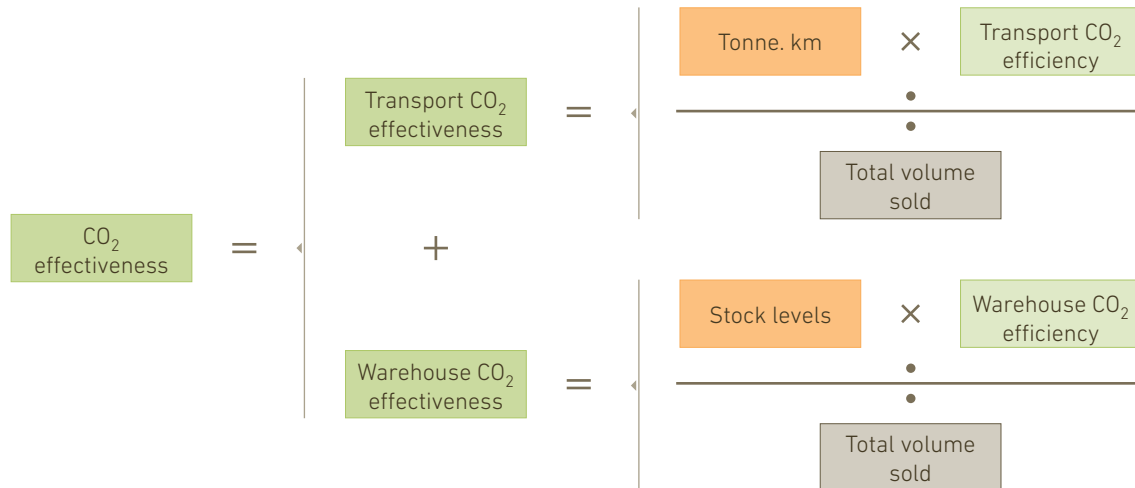 Tonne. km × Transport CO₂
efficiency
Transport CO₂
effectiveness
=
÷
Total volume
sold
CO₂
effectiveness
=
+
Stock levels × Warehouse CO₂
efficiency
Warehouse CO₂
effectiveness
=
÷
Total volume
sold